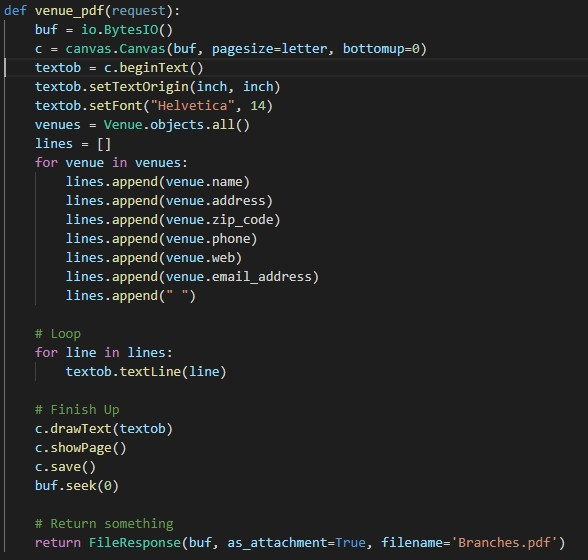 def venue_pdf(request):
    buf = io.BytesIO()
    c = canvas.Canvas(buf, pagesize=letter, bottomup=0)
    textob = c.beginText()
    textob.setTextOrigin(inch, inch)
    textob.setFont("Helvetica", 14)
    venues = Venue.objects.all()
    lines = []
    for venue in venues:
        lines.append(venue.name)
        lines.append(venue.address)
        lines.append(venue.zip_code)
        lines.append(venue.phone)
        lines.append(venue.web)
        lines.append(venue.email_address)
        lines.append(" ")

    # Loop
    for line in lines:
        textob.textLine(line)

    # Finish Up
    c.drawText(textob)
    c.showPage()
    c.save()
    buf.seek(0)

    # Return something
    return FileResponse(buf, as_attachment=True, filename='Branches.pdf')